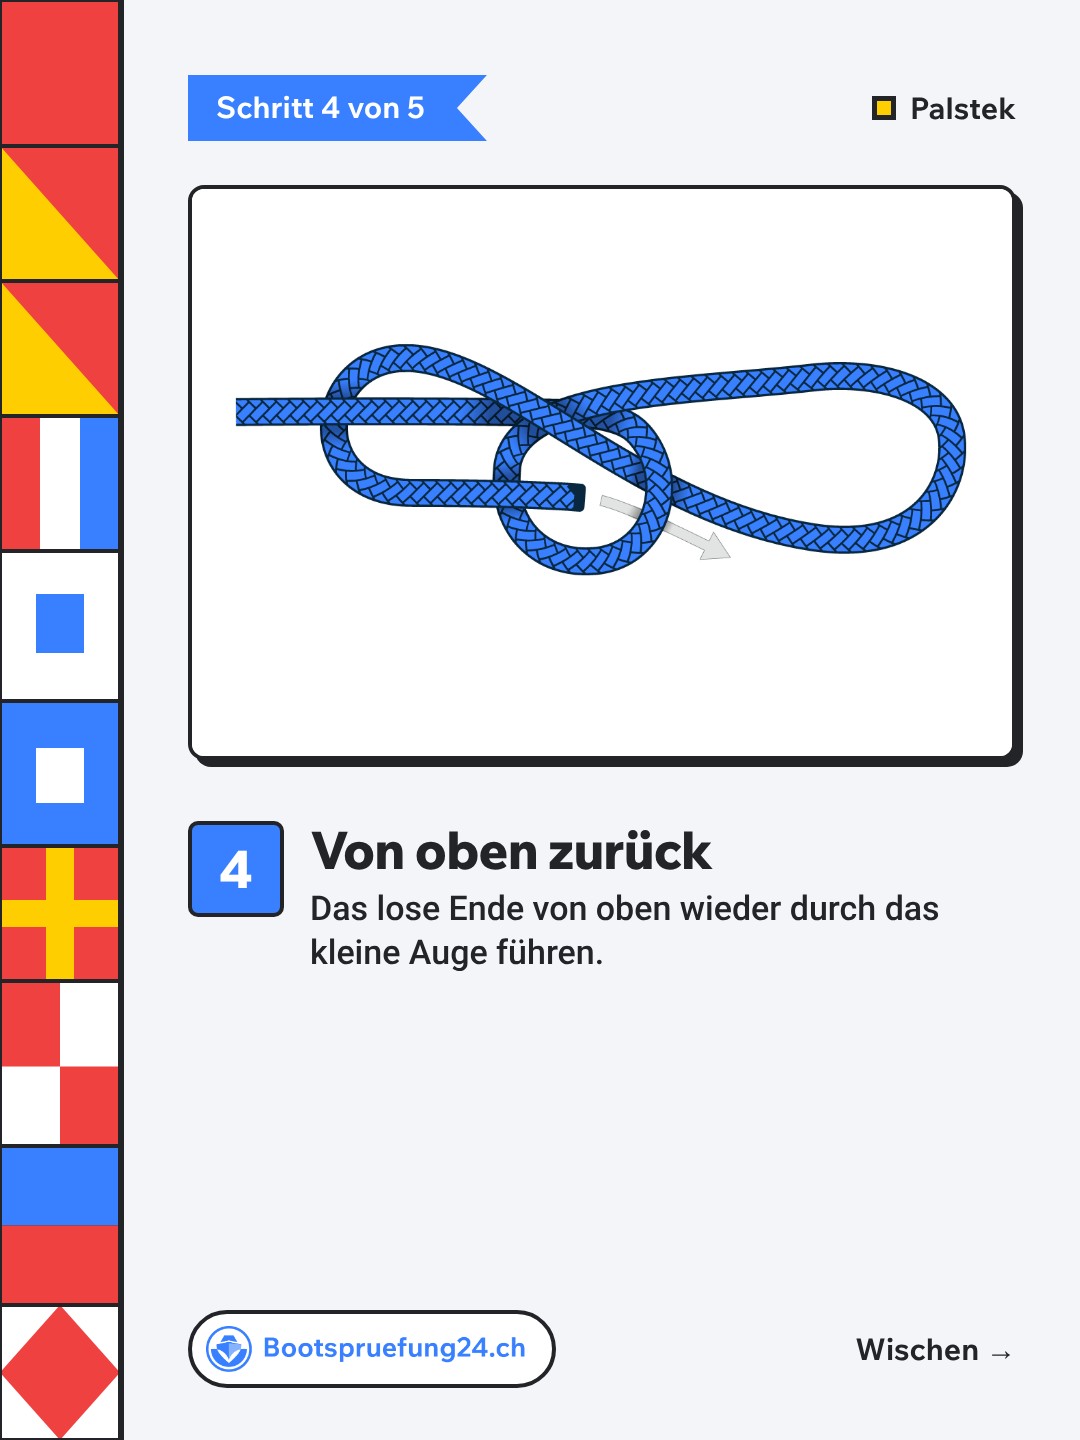 Schritt 4 von 5
Palstek
4
Von oben zurück
Das lose Ende von oben wieder durch das
kleine Auge führen.
Bootspruefung24.ch
Wischen →